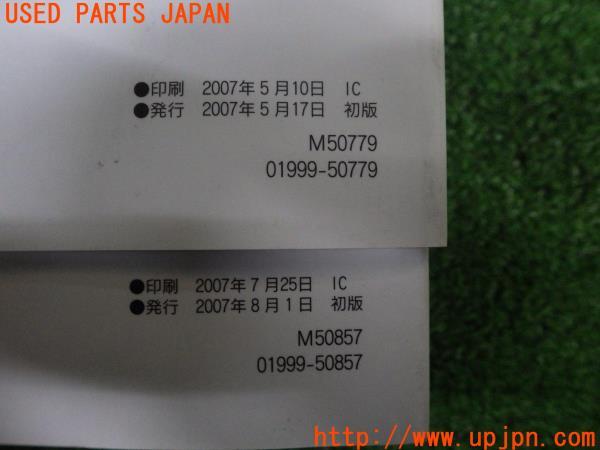 USED PARTS JAPAN
●印刷 2007年5月10日 IC
●発行 2007年5月17日 初版
M50779
01999-50779
●印刷 2007年7月25日 IC
●発行 2007年8月1日 初版
M50857
01999-50857
http://www.upjpn.com/